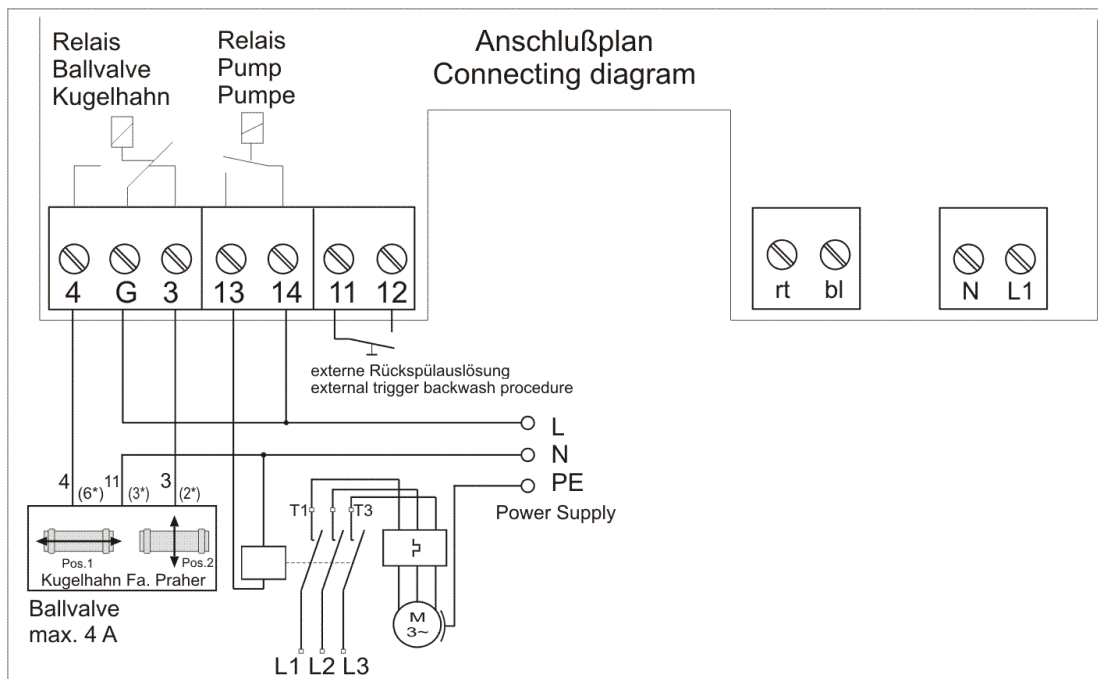 Relais
Ballvalve
Kugelhahn
Relais
Pump
Pumpe
Anschlußplan
Connecting diagram
4 G 3 13 14 11 12
rt bl
N L1
externe Rückspülauslösung
external trigger backwash procedure
L
N
PE
Power Supply
4 (6*) 11 (3*) 3 (2*)
T1 T3
Pos.1 Pos.2
Kugelhahn Fa. Praher
Ballvalve
max. 4 A
M
3~
L1 L2 L3